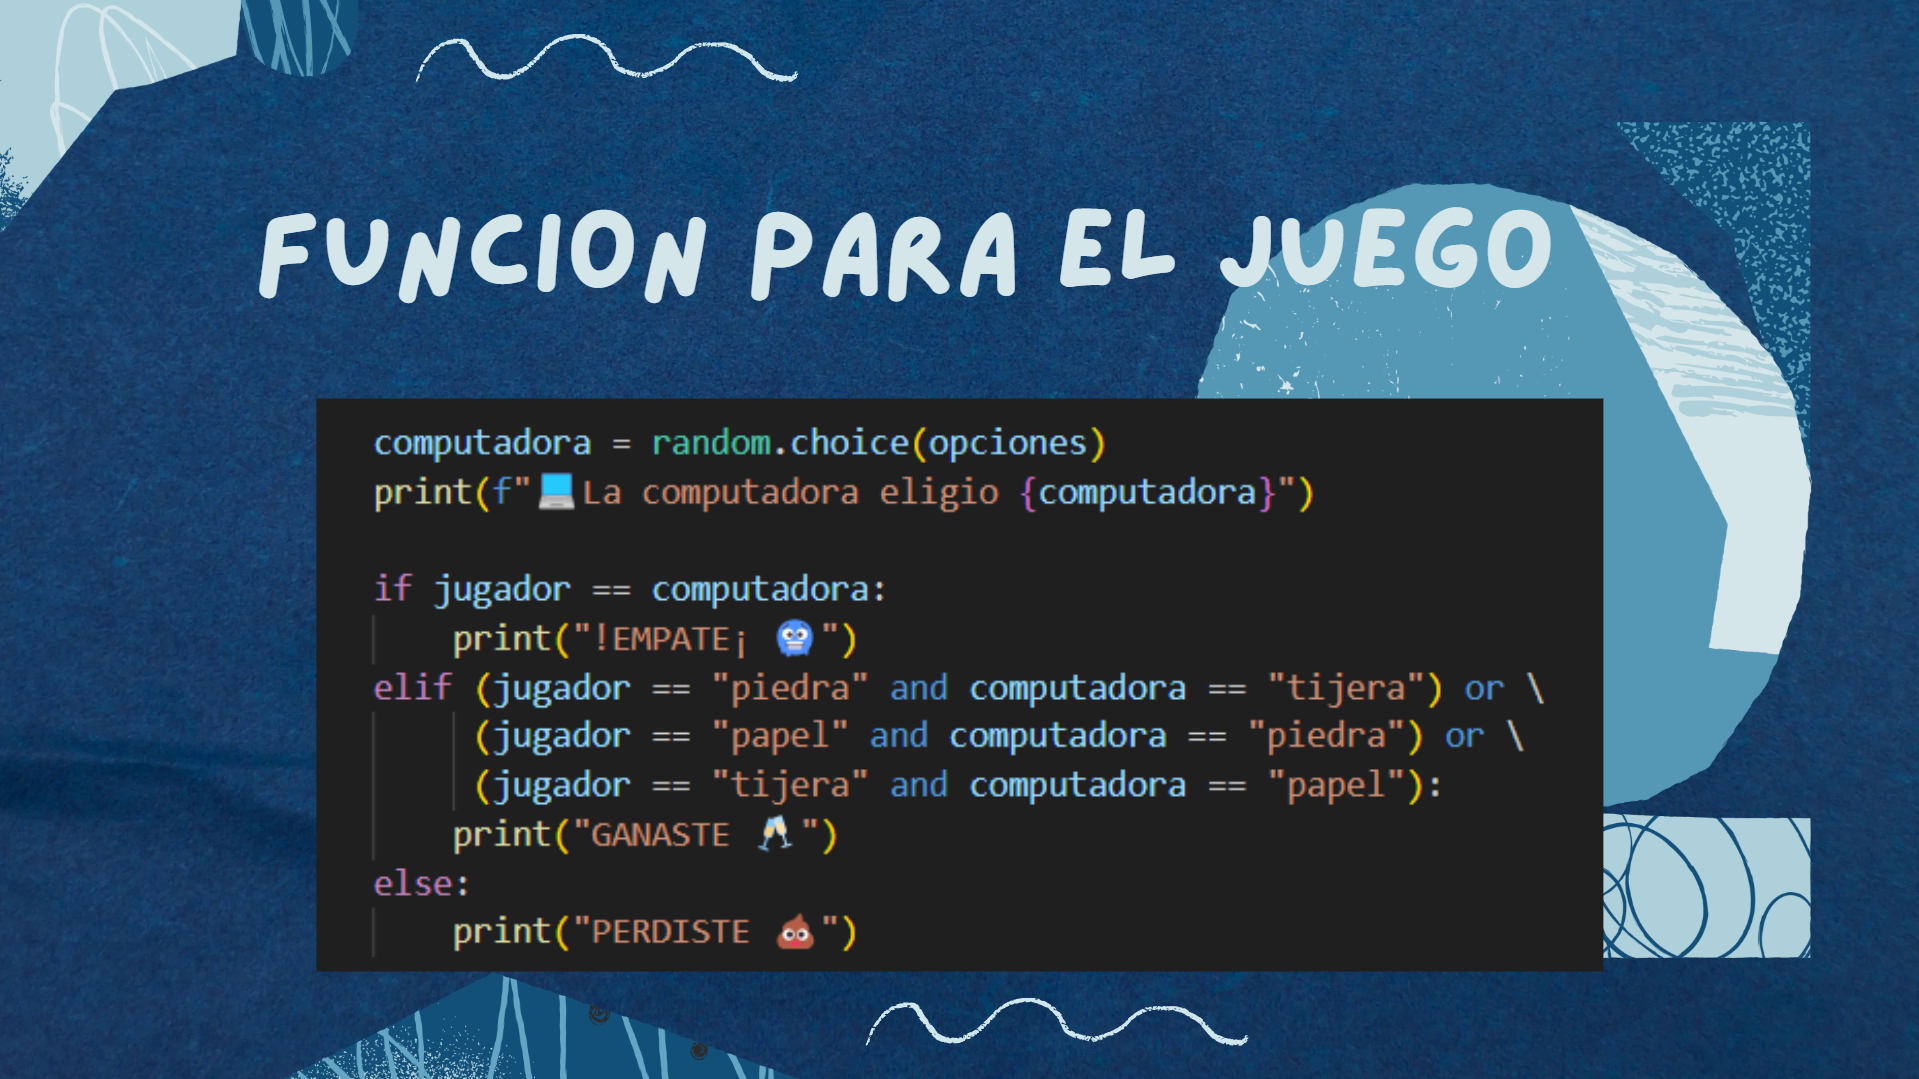 FUNCION PARA EL JUEGO
computadora = random.choice(opciones)
print(f"💻La computadora eligio {computadora}")
if jugador == computadora:
    print("!EMPATE¡ 🥶")
elif (jugador == "piedra" and computadora == "tijera") or \
     (jugador == "papel" and computadora == "piedra") or \
     (jugador == "tijera" and computadora == "papel"):
    print("GANASTE 🥂")
else:
    print("PERDISTE 💩")